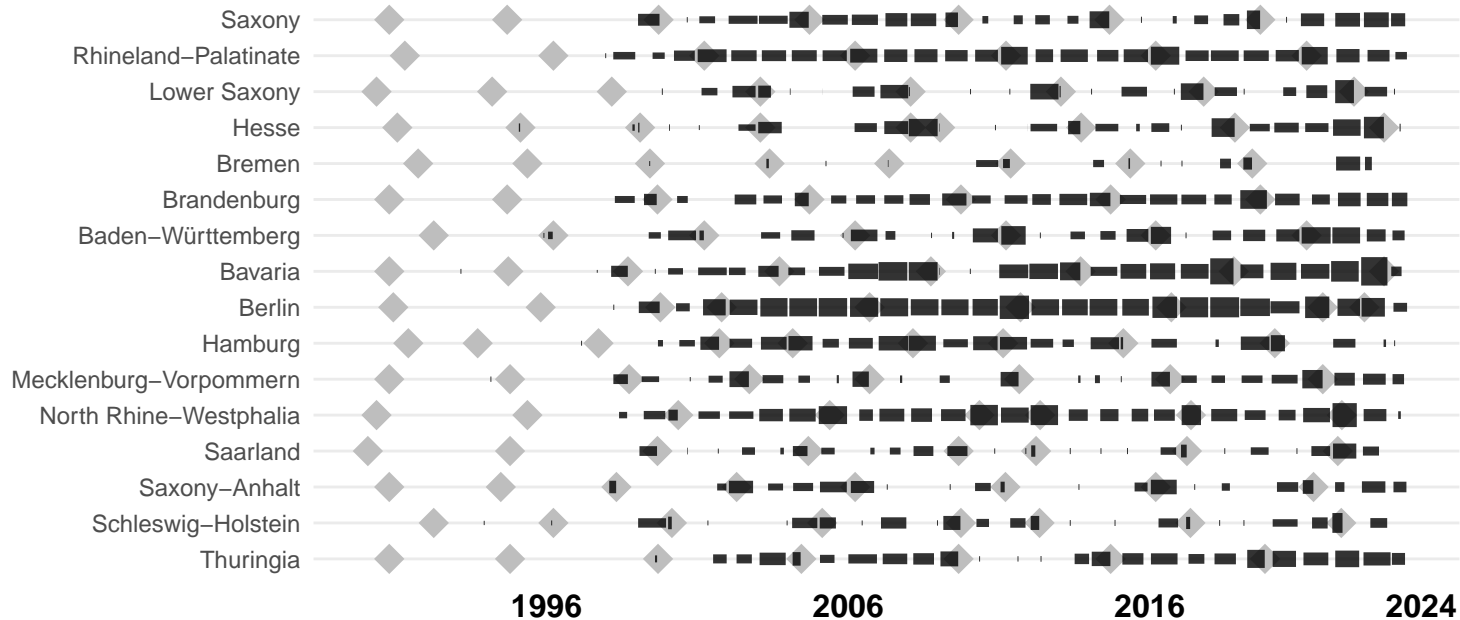 Saxony
Rhineland−Palatinate
Lower Saxony
Hesse
Bremen
Brandenburg
Baden−Württemberg
Bavaria
Berlin
Hamburg
Mecklenburg−Vorpommern
North Rhine−Westphalia
Saarland
Saxony−Anhalt
Schleswig−Holstein
Thuringia
1996 2006 2016 2024